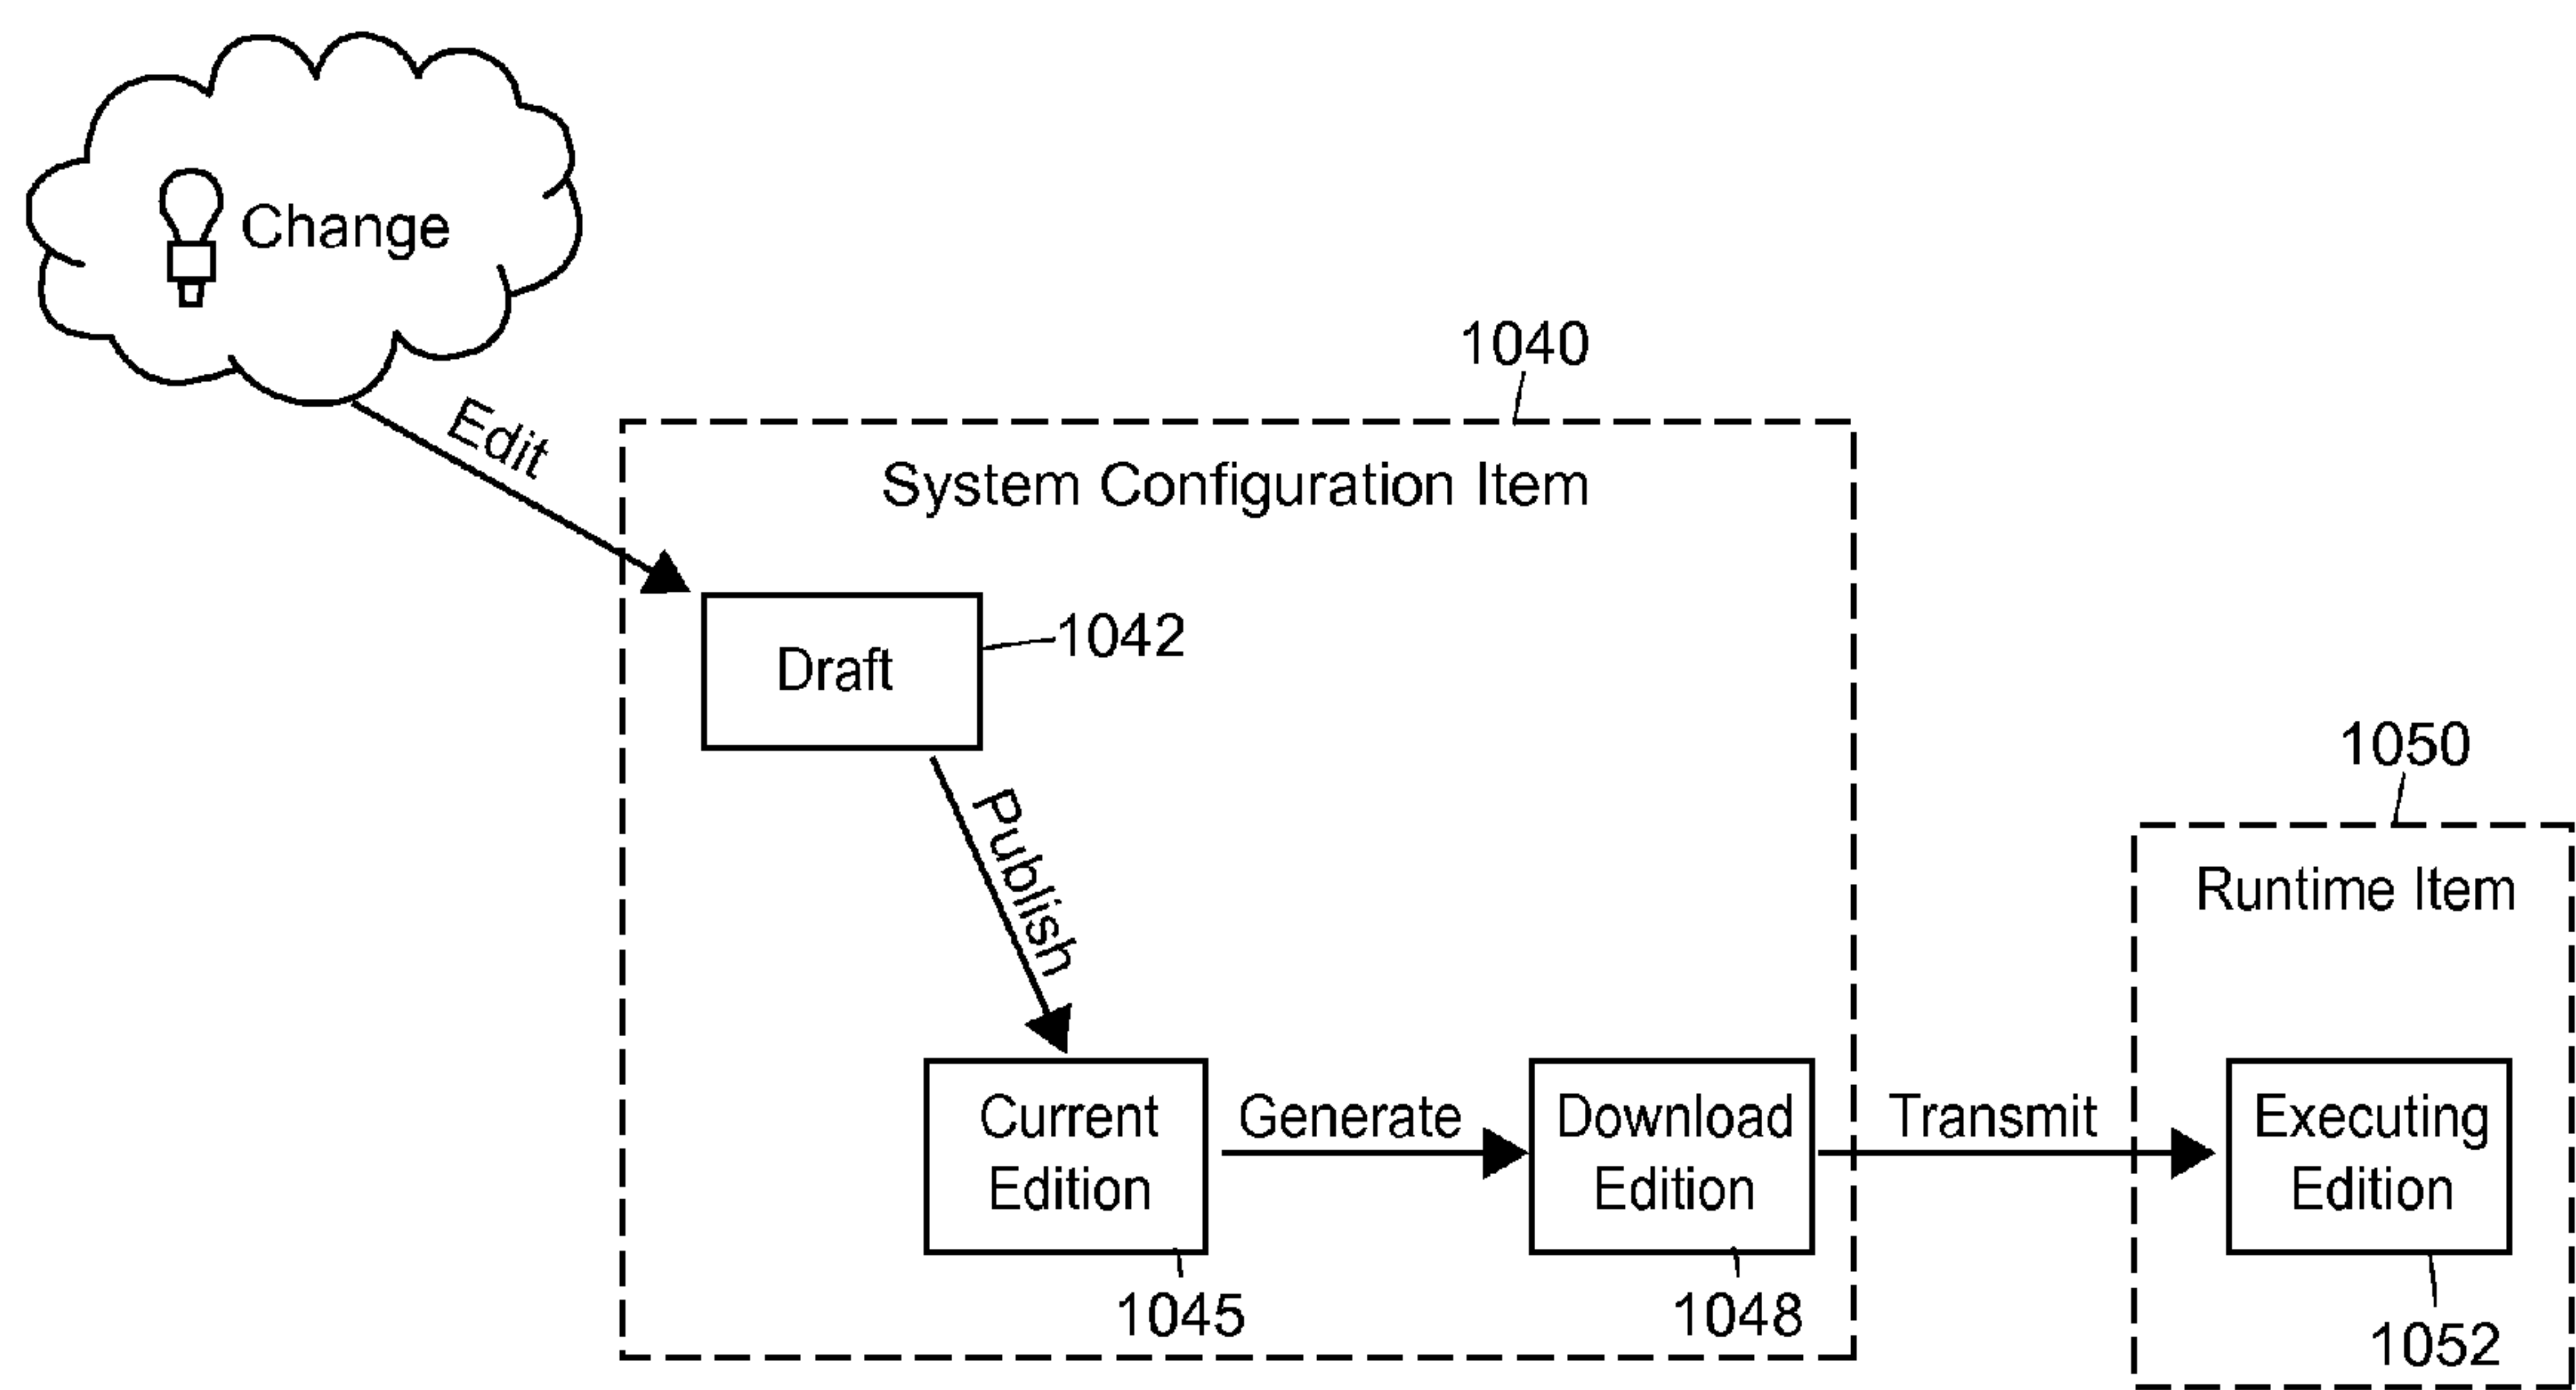 Change
Edit
1040
System Configuration Item
Draft
1042
Publish
1050
Runtime Item
Current
Edition
Generate
Download
Edition
Transmit
Executing
Edition
1045
1048
1052